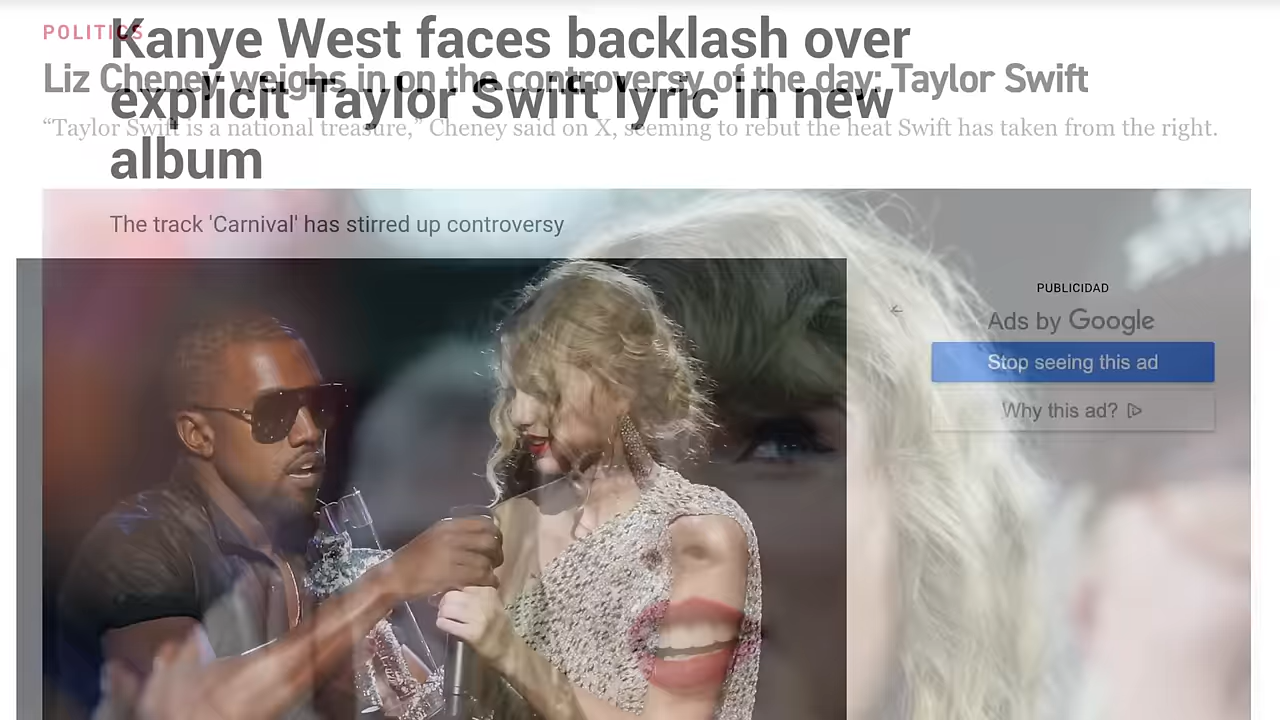 POLITICS
Kanye West faces backlash over
Liz Cheney weighs in on the controversy of the day: Taylor Swift
explicit Taylor Swift lyric in new
“Taylor Swift is a national treasure,” Cheney said on X, seeming to rebut the heat Swift has taken from the right.
album
The track 'Carnival' has stirred up controversy
PUBLICIDAD
Ads by Google
Stop seeing this ad
Why this ad?